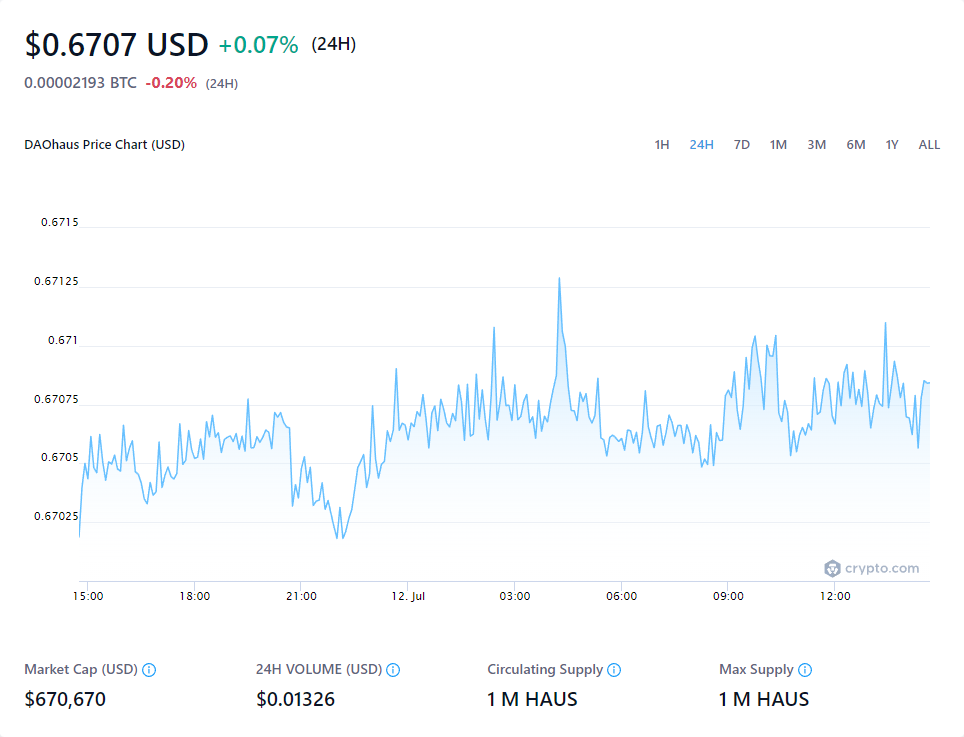 $0.6707 USD +0.07% (24H)
0.00002193 BTC -0.20% (24H)
DAOhaus Price Chart (USD) 1H 24H 7D 1M 3M 6M 1Y ALL
0.6715
0.67125
0.671
0.67075
0.6705
0.67025
crypto.com
15:00 18:00 21:00 12. Jul 03:00 06:00 09:00 12:00
Market Cap (USD) 24H VOLUME (USD) Circulating Supply Max Supply
$670,670 $0.01326 1 M HAUS 1 M HAUS